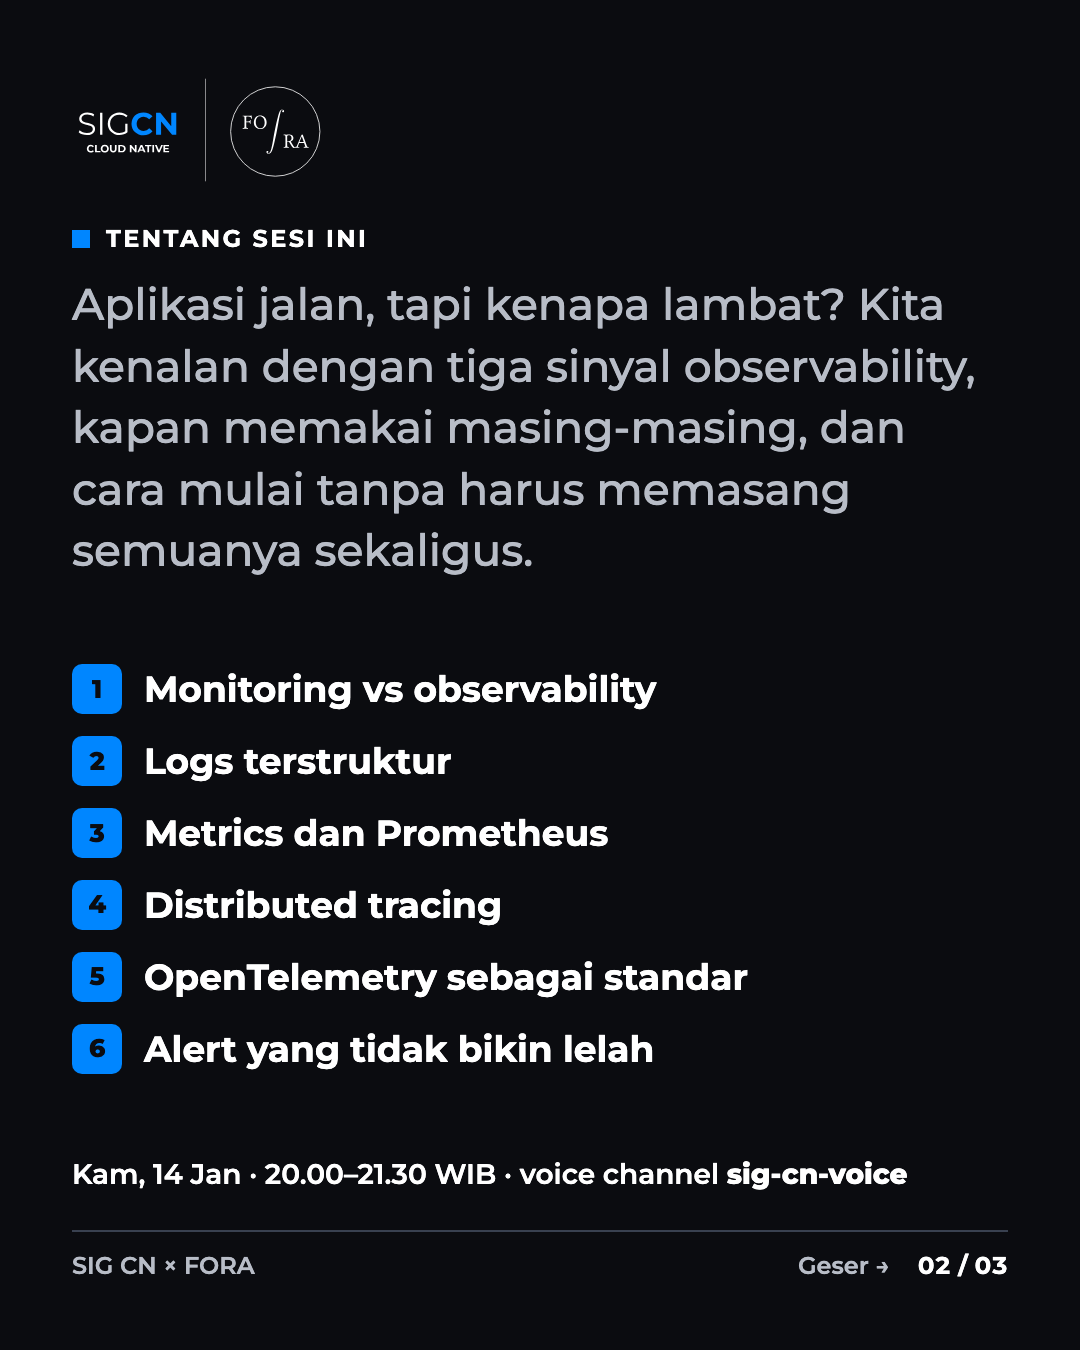 SIGCN
CLOUD NATIVE
FO RA
TENTANG SESI INI
Aplikasi jalan, tapi kenapa lambat? Kita
kenalan dengan tiga sinyal observability,
kapan memakai masing-masing, dan
cara mulai tanpa harus memasang
semuanya sekaligus.
1 Monitoring vs observability
2 Logs terstruktur
3 Metrics dan Prometheus
4 Distributed tracing
5 OpenTelemetry sebagai standar
6 Alert yang tidak bikin lelah
Kam, 14 Jan · 20.00–21.30 WIB · voice channel sig-cn-voice
SIG CN × FORA
Geser → 02 / 03